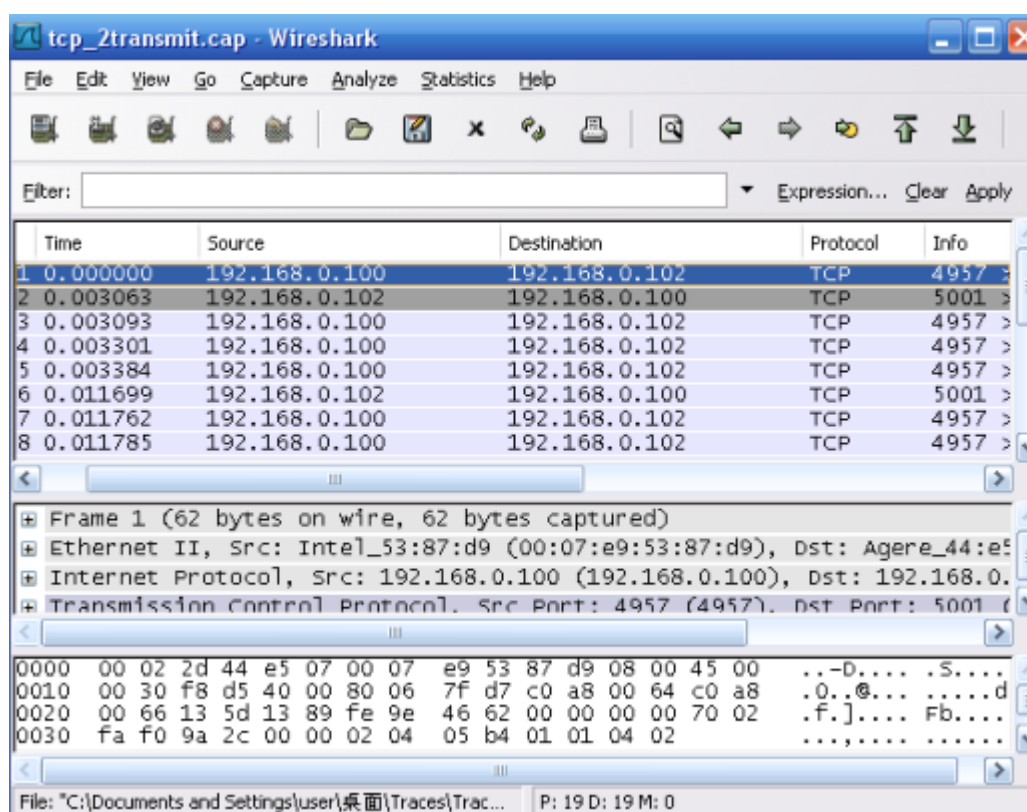 tcp_2transmit.cap - Wireshark
File Edit View Go Capture Analyze Statistics Help
Filter: Expression... Clear Apply
Time Source Destination Protocol Info
1 0.000000 192.168.0.100 192.168.0.102 TCP 4957 >
2 0.003063 192.168.0.102 192.168.0.100 TCP 5001 >
3 0.003093 192.168.0.100 192.168.0.102 TCP 4957 >
4 0.003301 192.168.0.100 192.168.0.102 TCP 4957 >
5 0.003384 192.168.0.100 192.168.0.102 TCP 4957 >
6 0.011699 192.168.0.102 192.168.0.100 TCP 5001 >
7 0.011762 192.168.0.100 192.168.0.102 TCP 4957 >
8 0.011785 192.168.0.100 192.168.0.102 TCP 4957 >
Frame 1 (62 bytes on wire, 62 bytes captured)
Ethernet II, Src: Intel_53:87:d9 (00:07:e9:53:87:d9), Dst: Agere_44:e5
Internet Protocol, Src: 192.168.0.100 (192.168.0.100), Dst: 192.168.0.
Transmission Control Protocol, Src Port: 4957 (4957), Dst Port: 5001 (
0000 00 02 2d 44 e5 07 00 07 e9 53 87 d9 08 00 45 00 ..-D.... .S....
0010 00 30 f8 d5 40 00 80 06 7f d7 c0 a8 00 64 c0 a8 .0..@... .....d
0020 00 66 13 5d 13 89 fe 9e 46 62 00 00 00 00 70 02 .f.].... Fb....
0030 fa f0 9a 2c 00 00 02 04 05 b4 01 01 04 02 ...,.... ......
File: "C:\Documents and Settings\user\桌面\Traces\Trac... P: 19 D: 19 M: 0